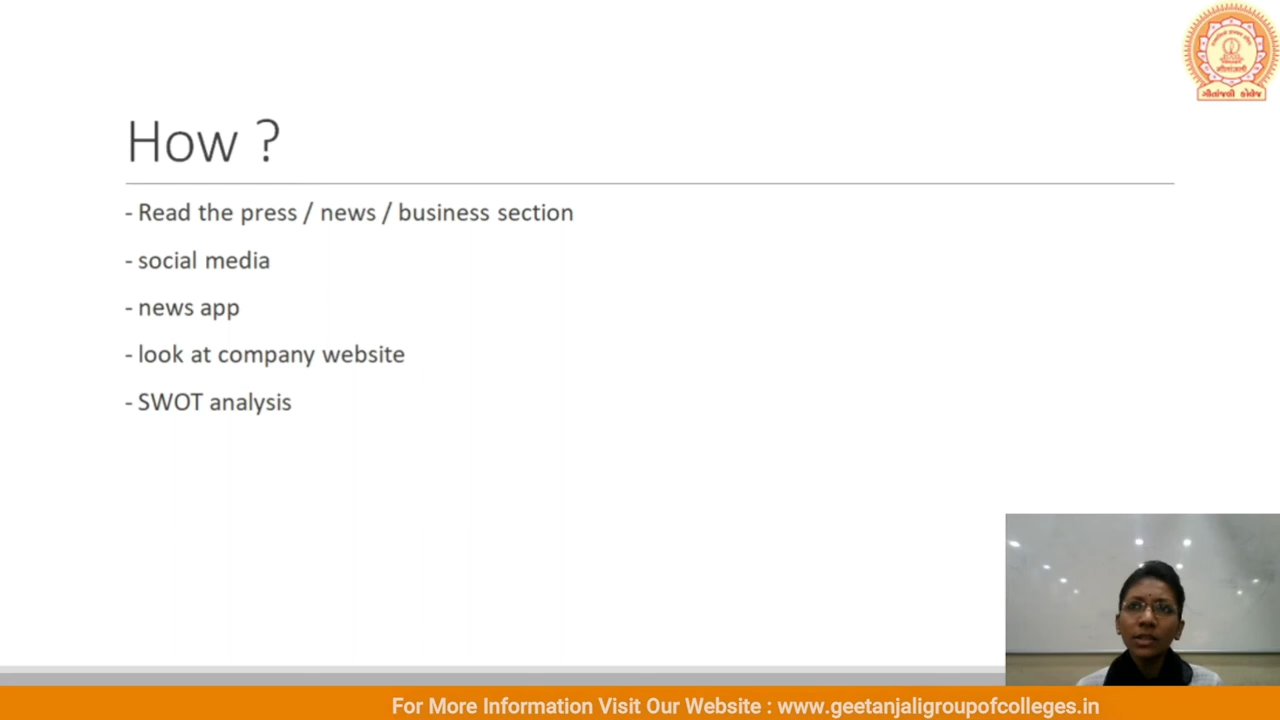 ગીતાંજલી કોલેજ
How ?
- Read the press / news / business section
- social media
- news app
- look at company website
- SWOT analysis
For More Information Visit Our Website : www.geetanjaligroupofcolleges.in